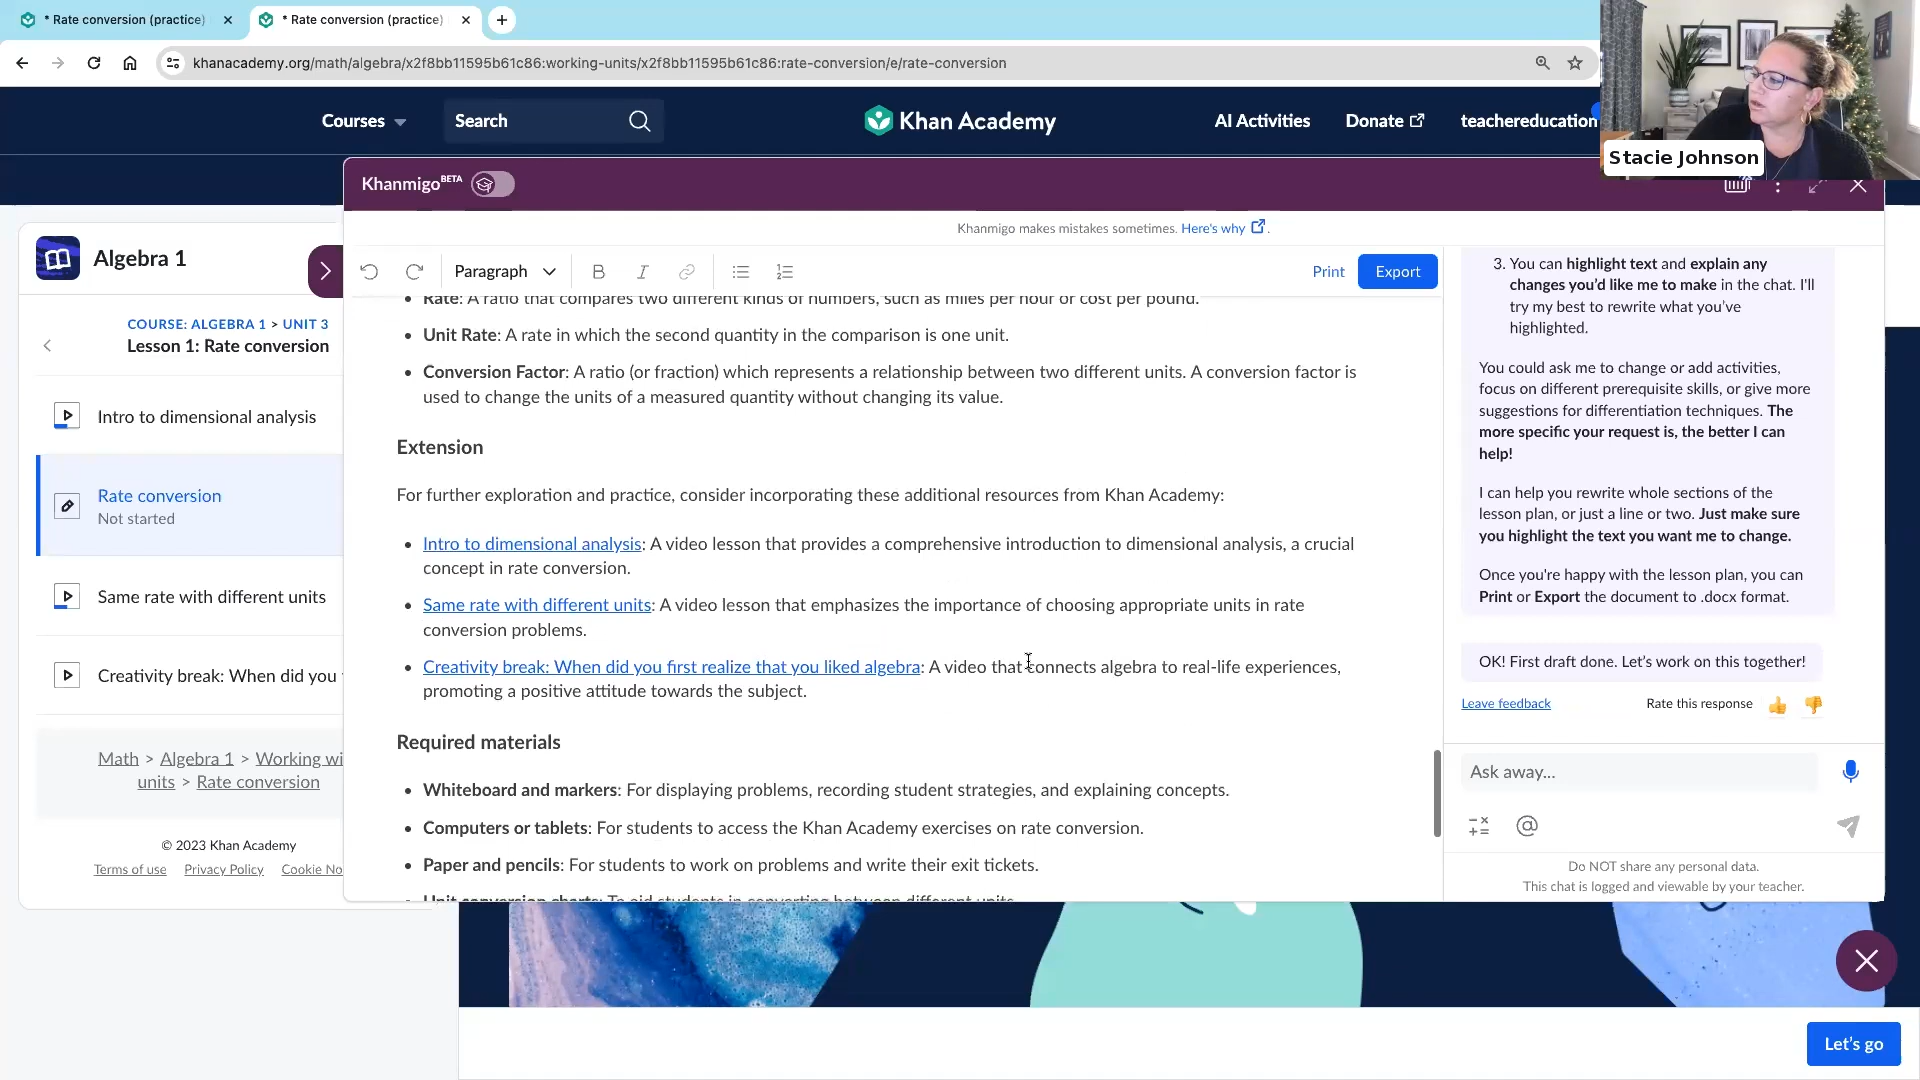 * Rate conversion (practice)
* Rate conversion (practice)
khanacademy.org/math/algebra/x2f8bb11595b61c86:working-units/x2f8bb11595b61c86:rate-conversion/e/rate-conversion
Courses
Search
Khan Academy
AI Activities
Donate
teachereducation
Stacie Johnson
Khanmigo BETA
Khanmigo makes mistakes sometimes. Here's why.
Algebra 1
COURSE: ALGEBRA 1 > UNIT 3
Lesson 1: Rate conversion
Intro to dimensional analysis
Rate conversion
Not started
Same rate with different units
Creativity break: When did you
Math > Algebra 1 > Working wi
units > Rate conversion
© 2023 Khan Academy
Terms of use Privacy Policy Cookie No
Paragraph
B I
Print
Export
• Rate: A ratio that compares two different kinds of numbers, such as miles per hour or cost per pound.
• Unit Rate: A rate in which the second quantity in the comparison is one unit.
• Conversion Factor: A ratio (or fraction) which represents a relationship between two different units. A conversion factor is
used to change the units of a measured quantity without changing its value.
Extension
For further exploration and practice, consider incorporating these additional resources from Khan Academy:
• Intro to dimensional analysis: A video lesson that provides a comprehensive introduction to dimensional analysis, a crucial
concept in rate conversion.
• Same rate with different units: A video lesson that emphasizes the importance of choosing appropriate units in rate
conversion problems.
• Creativity break: When did you first realize that you liked algebra: A video that connects algebra to real-life experiences,
promoting a positive attitude towards the subject.
Required materials
• Whiteboard and markers: For displaying problems, recording student strategies, and explaining concepts.
• Computers or tablets: For students to access the Khan Academy exercises on rate conversion.
• Paper and pencils: For students to work on problems and write their exit tickets.
• Unit conversion charts: To aid students in converting between different units.
3. You can highlight text and explain any
changes you'd like me to make in the chat. I'll
try my best to rewrite what you've
highlighted.
You could ask me to change or add activities,
focus on different prerequisite skills, or give more
suggestions for differentiation techniques. The
more specific your request is, the better I can
help!
I can help you rewrite whole sections of the
lesson plan, or just a line or two. Just make sure
you highlight the text you want me to change.
Once you're happy with the lesson plan, you can
Print or Export the document to .docx format.
OK! First draft done. Let's work on this together!
Leave feedback
Rate this response
Ask away...
Do NOT share any personal data.
This chat is logged and viewable by your teacher.
Let's go